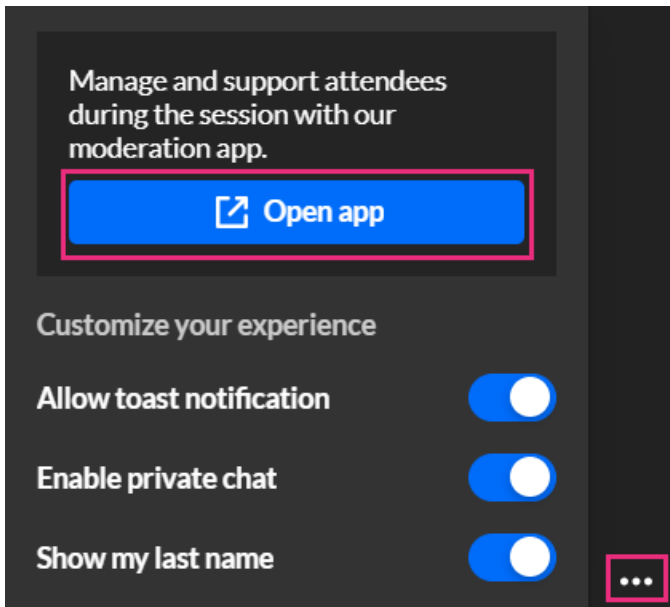 Manage and support attendees
during the session with our
moderation app.
Open app
Customize your experience
Allow toast notification
Enable private chat
Show my last name